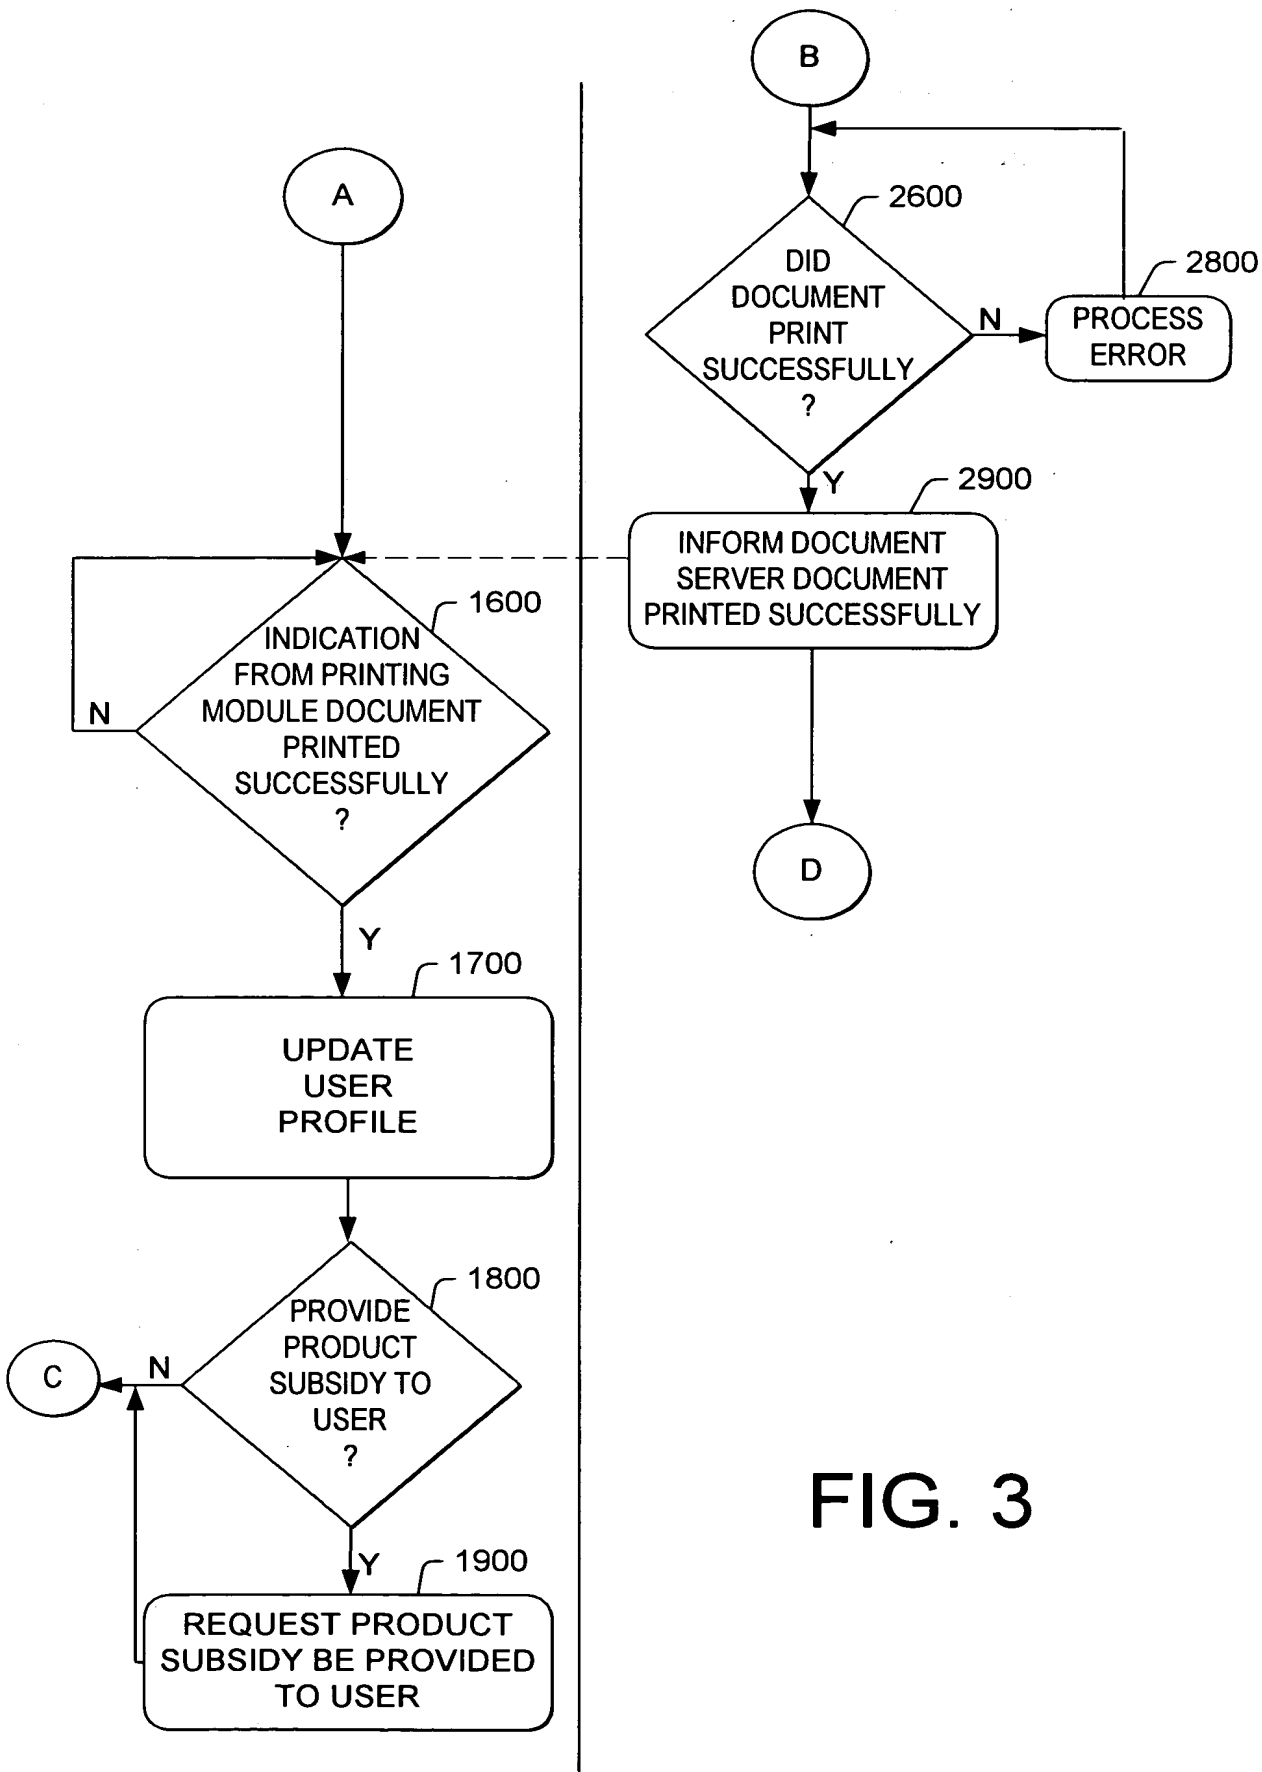 A
1600
INDICATION
FROM PRINTING
MODULE DOCUMENT
PRINTED
SUCCESSFULLY
?
N
Y
1700
UPDATE
USER
PROFILE
1800
PROVIDE
PRODUCT
SUBSIDY TO
USER
?
N
C
Y
1900
REQUEST PRODUCT
SUBSIDY BE PROVIDED
TO USER
B
2600
DID
DOCUMENT
PRINT
SUCCESSFULLY
?
N
2800
PROCESS
ERROR
Y
2900
INFORM DOCUMENT
SERVER DOCUMENT
PRINTED SUCCESSFULLY
D
FIG. 3